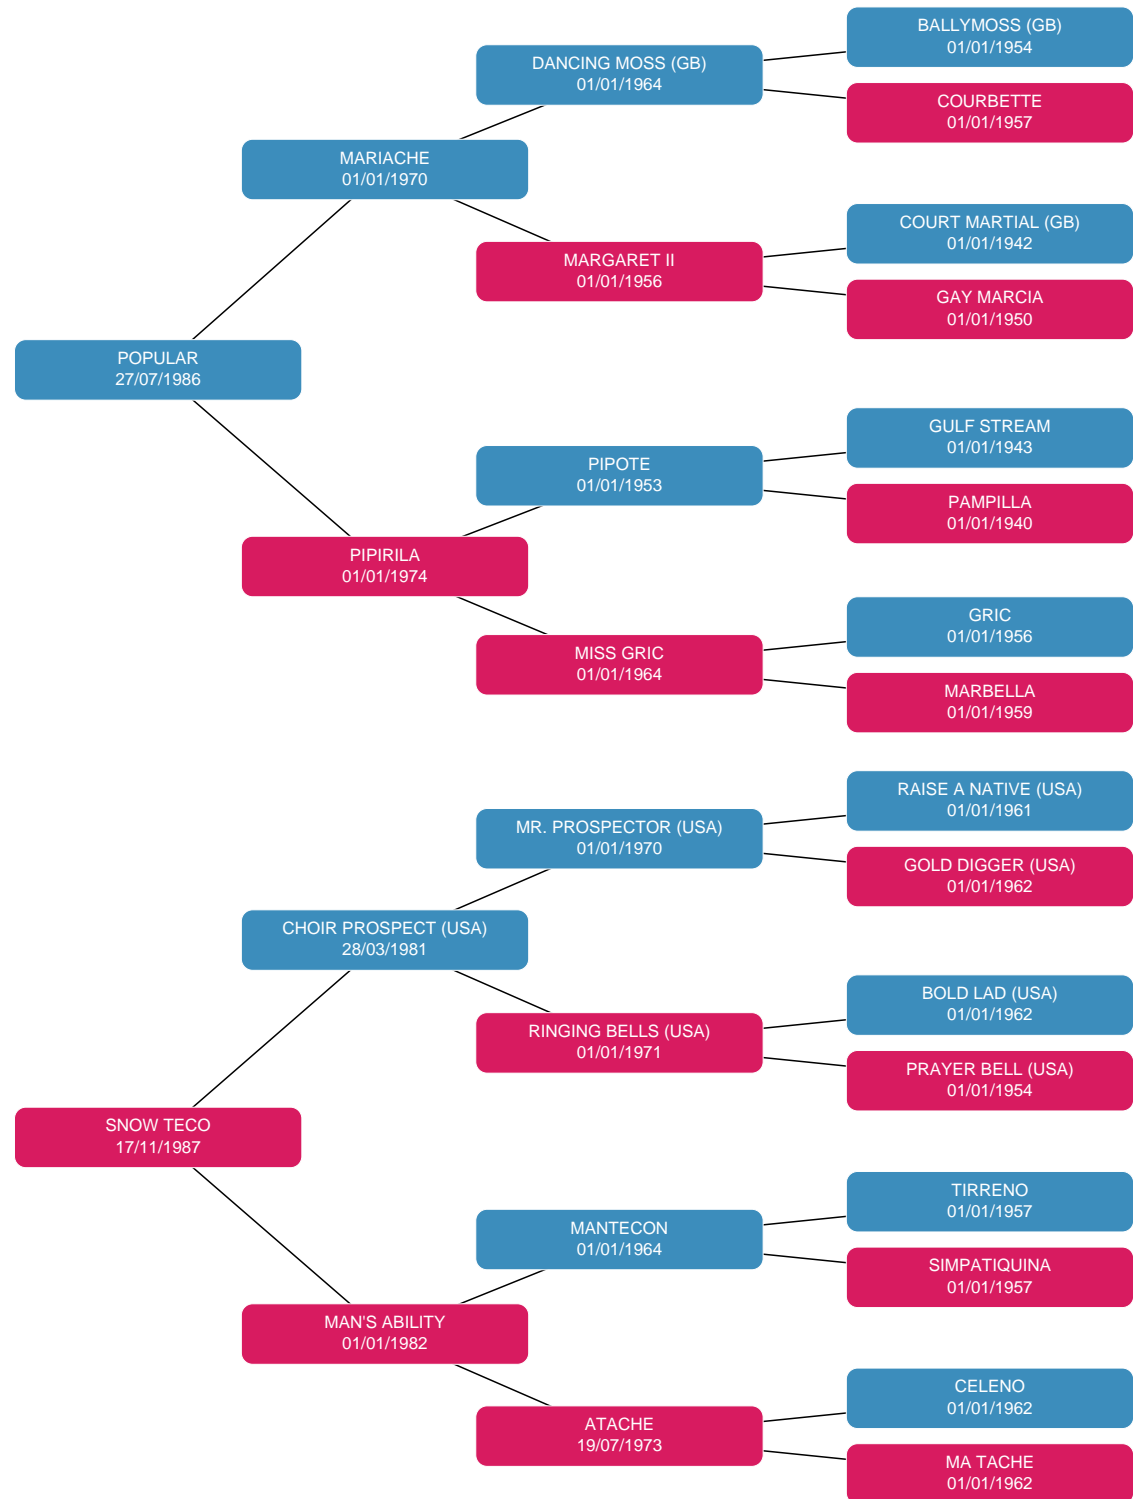 BALLYMOSS (GB)
01/01/1954
DANCING MOSS (GB)
01/01/1964
COURBETTE
01/01/1957
MARIACHE
01/01/1970
COURT MARTIAL (GB)
01/01/1942
MARGARET II
01/01/1956
GAY MARCIA
01/01/1950
POPULAR
27/07/1986
GULF STREAM
01/01/1943
PIPOTE
01/01/1953
PAMPILLA
01/01/1940
PIPIRILA
01/01/1974
GRIC
01/01/1956
MISS GRIC
01/01/1964
MARBELLA
01/01/1959
RAISE A NATIVE (USA)
01/01/1961
MR. PROSPECTOR (USA)
01/01/1970
GOLD DIGGER (USA)
01/01/1962
CHOIR PROSPECT (USA)
28/03/1981
BOLD LAD (USA)
01/01/1962
RINGING BELLS (USA)
01/01/1971
PRAYER BELL (USA)
01/01/1954
SNOW TECO
17/11/1987
TIRRENO
01/01/1957
MANTECON
01/01/1964
SIMPATIQUINA
01/01/1957
MAN'S ABILITY
01/01/1982
CELENO
01/01/1962
ATACHE
19/07/1973
MA TACHE
01/01/1962